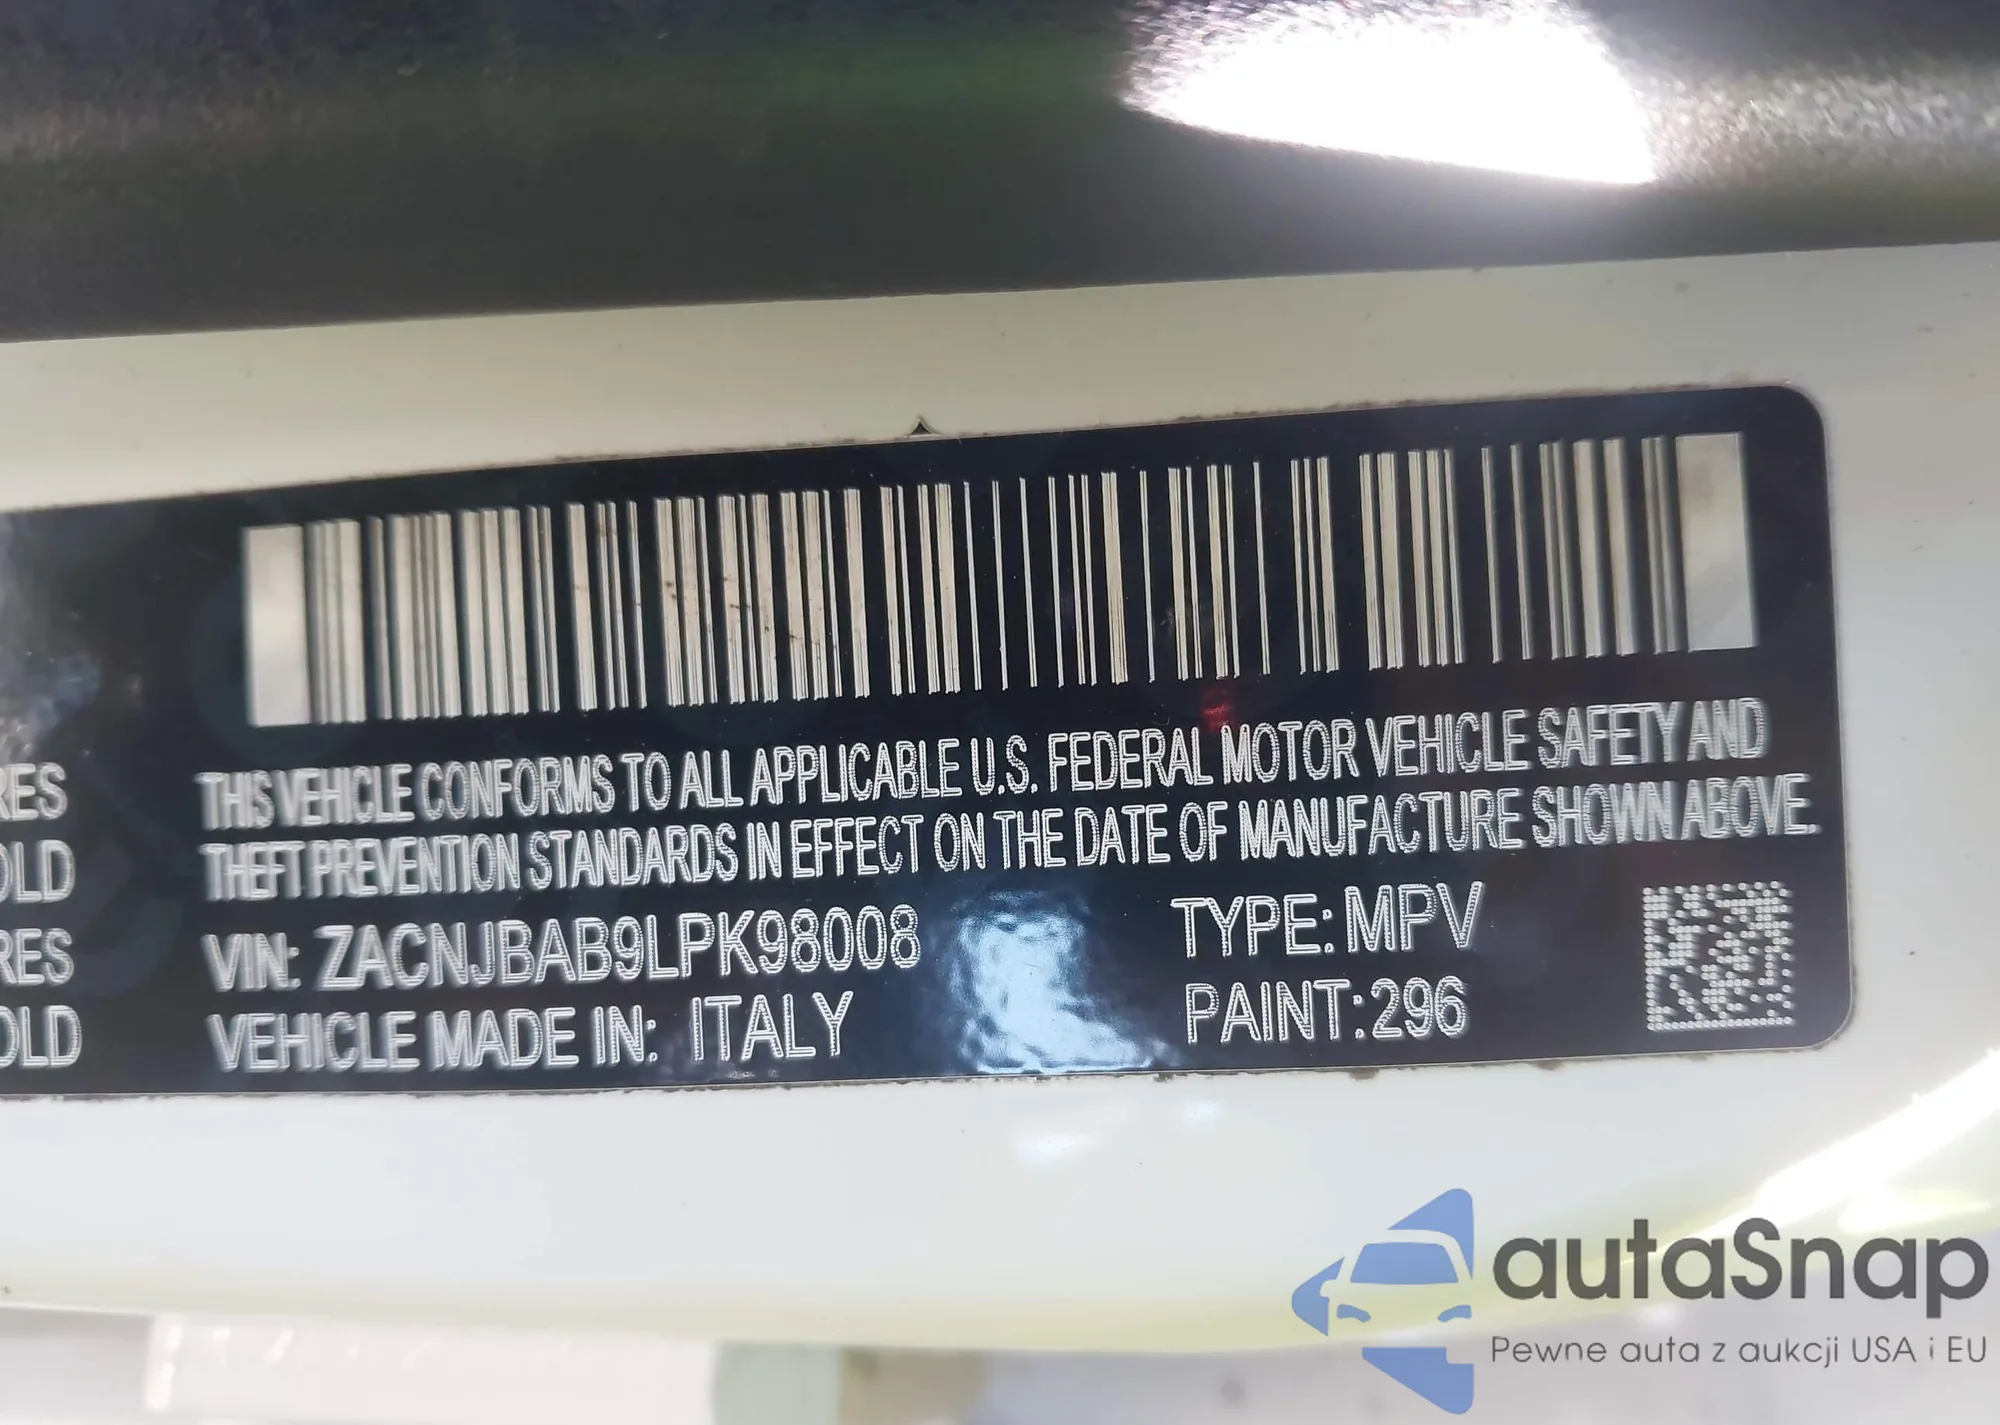 RES
OLD
RES
OLD
THIS VEHICLE CONFORMS TO ALL APPLICABLE U.S. FEDERAL MOTOR VEHICLE SAFETY AND
THEFT PREVENTION STANDARDS IN EFFECT ON THE DATE OF MANUFACTURE SHOWN ABOVE.
VIN: ZACNJBAB9LPK98008 TYPE: MPV
VEHICLE MADE IN: ITALY PAINT:296
autaSnap
Pewne auta z aukcji USA i EU